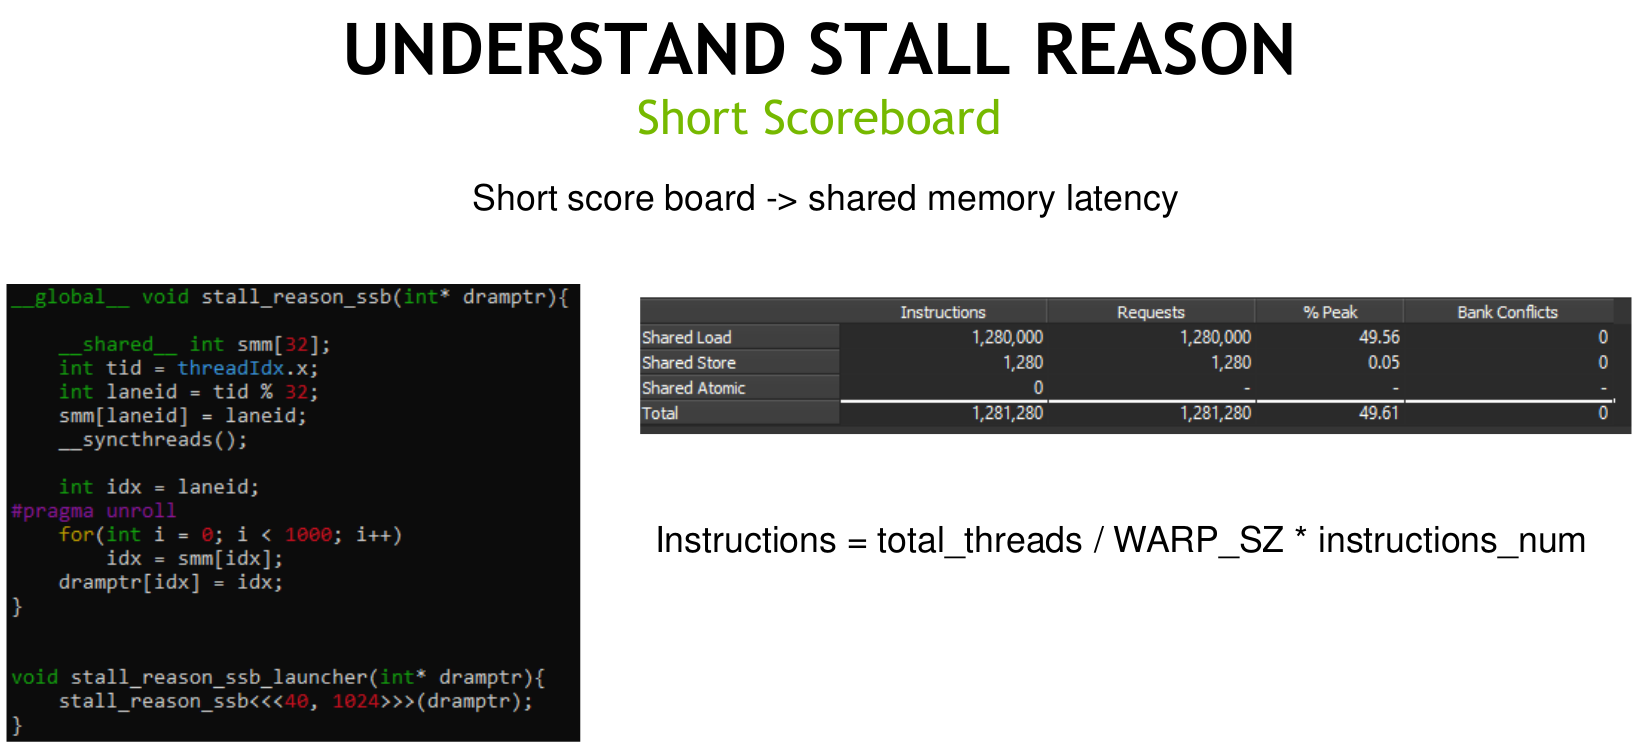 UNDERSTAND STALL REASON
Short Scoreboard
Short score board -> shared memory latency
__global__ void stall_reason_ssb(int* dramptr){
__shared__ int smm[32];
int tid = threadIdx.x;
int laneid = tid % 32;
smm[laneid] = laneid;
__syncthreads();
int idx = laneid;
#pragma unroll
for(int i = 0; i < 1000; i++)
idx = smm[idx];
dramptr[idx] = idx;
}
void stall_reason_ssb_launcher(int* dramptr){
stall_reason_ssb<<<40, 1024>>>(dramptr);
}
Instructions Requests % Peak Bank Conflicts
Shared Load 1,280,000 1,280,000 49.56 0
Shared Store 1,280 1,280 0.05 0
Shared Atomic 0 - - -
Total 1,281,280 1,281,280 49.61 0
Instructions = total_threads / WARP_SZ * instructions_num